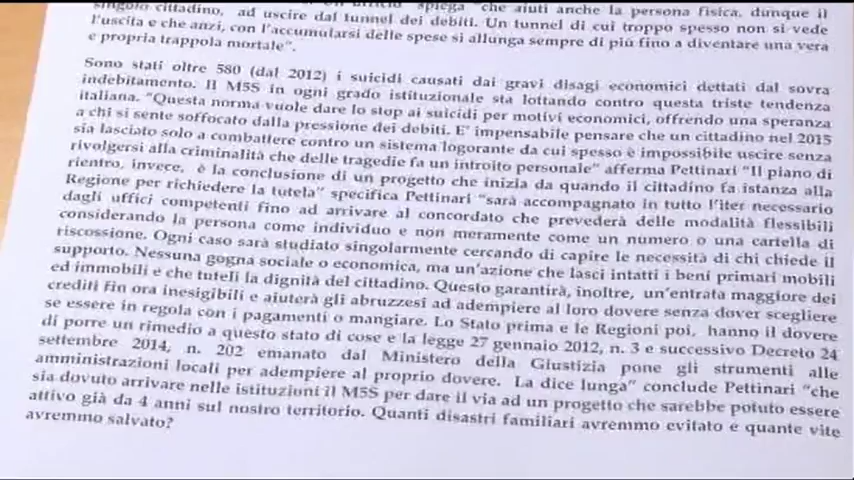 singolo cittadino, ad uscire dal tunnel dei debiti. Un tunnel di cui troppo spesso non si vede
l'uscita e che anzi, con l'accumularsi delle spese si allunga sempre di più fino a diventare una vera
e propria trappola mortale".
Sono stati oltre 580 (dal 2012) i suicidi causati dai gravi disagi economici dettati dal sovra
indebitamento. Il M5S in ogni grado istituzionale sta lottando contro questa triste tendenza
italiana. "Questa norma vuole dare lo stop ai suicidi per motivi economici, offrendo una speranza
a chi si sente soffocato dalla pressione dei debiti. E' impensabile pensare che un cittadino nel 2015
sia lasciato solo a combattere contro un sistema logorante da cui spesso è impossibile uscire senza
rivolgersi alla criminalità che delle tragedie fa un introito personale" afferma Pettinari "Il piano di
rientro, invece, è la conclusione di un progetto che inizia da quando il cittadino fa istanza alla
Regione per richiedere la tutela" specifica Pettinari "sarà accompagnato in tutto l'iter necessario
dagli uffici competenti fino ad arrivare al concordato che prevederà delle modalità flessibili
considerando la persona come individuo e non meramente come un numero o una cartella di
riscossione. Ogni caso sarà studiato singolarmente cercando di capire le necessità di chi chiede il
supporto. Nessuna gogna sociale o economica, ma un'azione che lasci intatti i beni primari mobili
ed immobili e che tuteli la dignità del cittadino. Questo garantirà, inoltre, un'entrata maggiore dei
crediti fin ora inesigibili e aiuterà gli abruzzesi ad adempiere al loro dovere senza dover scegliere
se essere in regola con i pagamenti o mangiare. Lo Stato prima e le Regioni poi, hanno il dovere
di porre un rimedio a questo stato di cose e la legge 27 gennaio 2012, n. 3 e successivo Decreto 24
settembre 2014, n. 202 emanato dal Ministero della Giustizia pone gli strumenti alle
amministrazioni locali per adempiere al proprio dovere. La dice lunga" conclude Pettinari "che
sia dovuto arrivare nelle istituzioni il M5S per dare il via ad un progetto che sarebbe potuto essere
attivo già da 4 anni sul nostro territorio. Quanti disastri familiari avremmo evitato e quante vite
avremmo salvato?